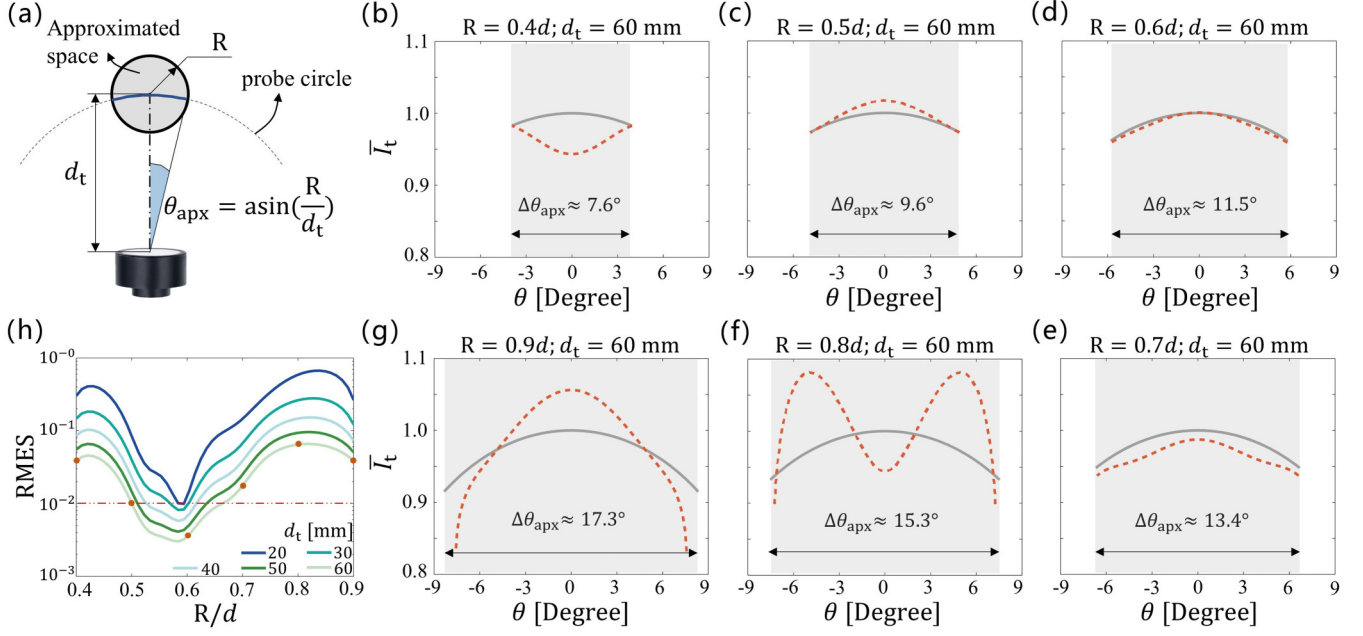 (a)
Approximated
space
R
probe circle
d_t
θ_apx = asin(R/d_t)
(b)
R = 0.4d; d_t = 60 mm
1.1
1.0
0.9
0.8
I̅_t
Δθ_apx≈ 7.6°
-9 -6 -3 0 3 6 9
θ [Degree]
(c)
R = 0.5d; d_t = 60 mm
Δθ_apx≈ 9.6°
-9 -6 -3 0 3 6 9
θ [Degree]
(d)
R = 0.6d; d_t = 60 mm
Δθ_apx≈ 11.5°
-9 -6 -3 0 3 6 9
θ [Degree]
(h)
10⁻⁰
10⁻¹
10⁻²
10⁻³
RMES
d_t [mm]
20 30
40 50 60
0.4 0.5 0.6 0.7 0.8 0.9
R/d
(g)
R = 0.9d; d_t = 60 mm
1.1
1.0
0.9
0.8
I̅_t
Δθ_apx≈ 17.3°
-9 -6 -3 0 3 6 9
θ [Degree]
(f)
R = 0.8d; d_t = 60 mm
Δθ_apx≈ 15.3°
-9 -6 -3 0 3 6 9
θ [Degree]
(e)
R = 0.7d; d_t = 60 mm
Δθ_apx≈ 13.4°
-9 -6 -3 0 3 6 9
θ [Degree]